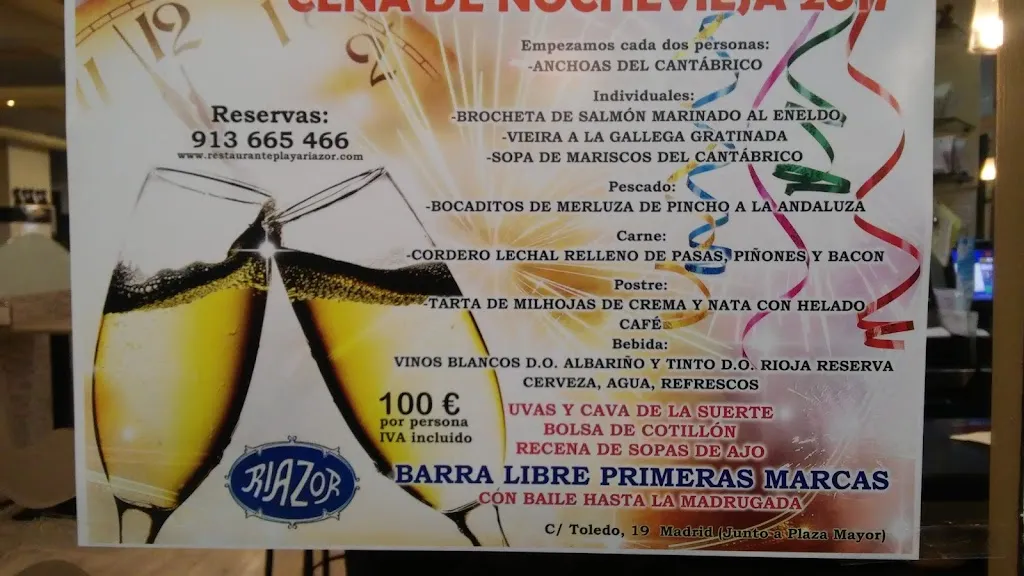 CENA DE NOCHEVIEJA 2017
Empezamos cada dos personas:
-ANCHOAS DEL CANTÁBRICO
Individuales:
-BROCHETA DE SALMÓN MARINADO AL ENELDO
-VIEIRA A LA GALLEGA GRATINADA
-SOPA DE MARISCOS DEL CANTÁBRICO
Pescado:
-BOCADITOS DE MERLUZA DE PINCHO A LA ANDALUZA
Carne:
-CORDERO LECHAL RELLENO DE PASAS, PIÑONES Y BACON
Postre:
-TARTA DE MILHOJAS DE CREMA Y NATA CON HELADO
CAFÉ
Bebida:
VINOS BLANCOS D.O. ALBARIÑO Y TINTO D.O. RIOJA RESERVA
CERVEZA, AGUA, REFRESCOS
UVAS Y CAVA DE LA SUERTE
BOLSA DE COTILLÓN
RECENA DE SOPAS DE AJO
BARRA LIBRE PRIMERAS MARCAS
CON BAILE HASTA LA MADRUGADA
C/ Toledo, 19 Madrid (Junto a Plaza Mayor)
Reservas:
913 665 466
www.restauranteplayariazor.com
100 €
por persona
IVA incluido
RIAZOR
11
12
1
2